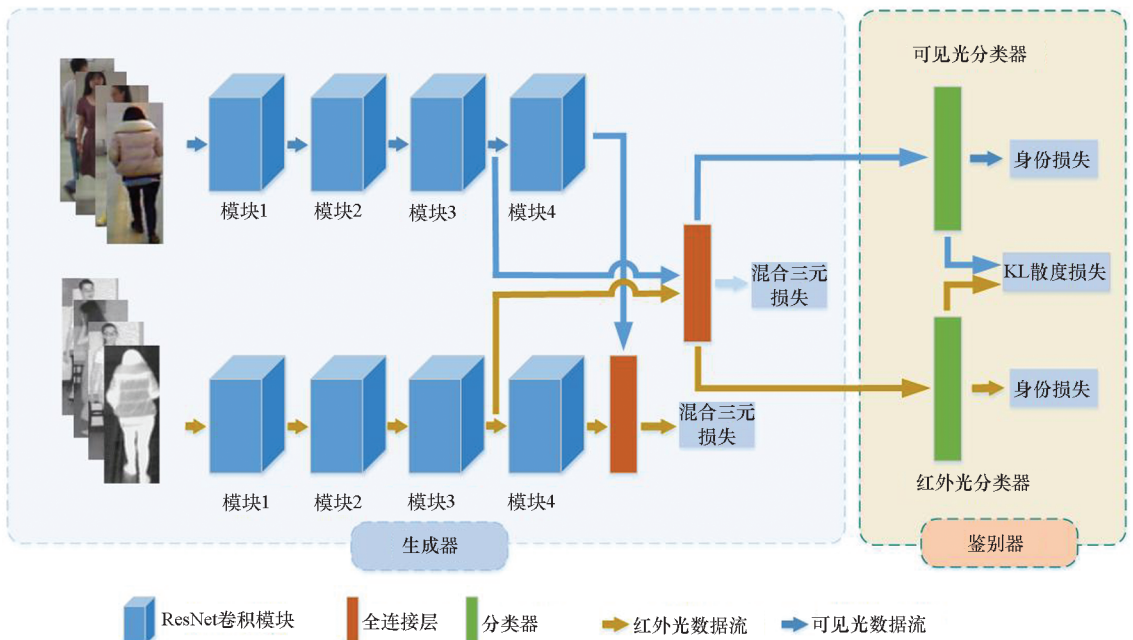 可见光分类器
模块1
模块2
模块3
模块4
身份损失
混合三元
损失
KL散度损失
混合三元
损失
身份损失
模块1
模块2
模块3
模块4
红外光分类器
生成器
鉴别器
ResNet卷积模块
全连接层
分类器
红外光数据流
可见光数据流